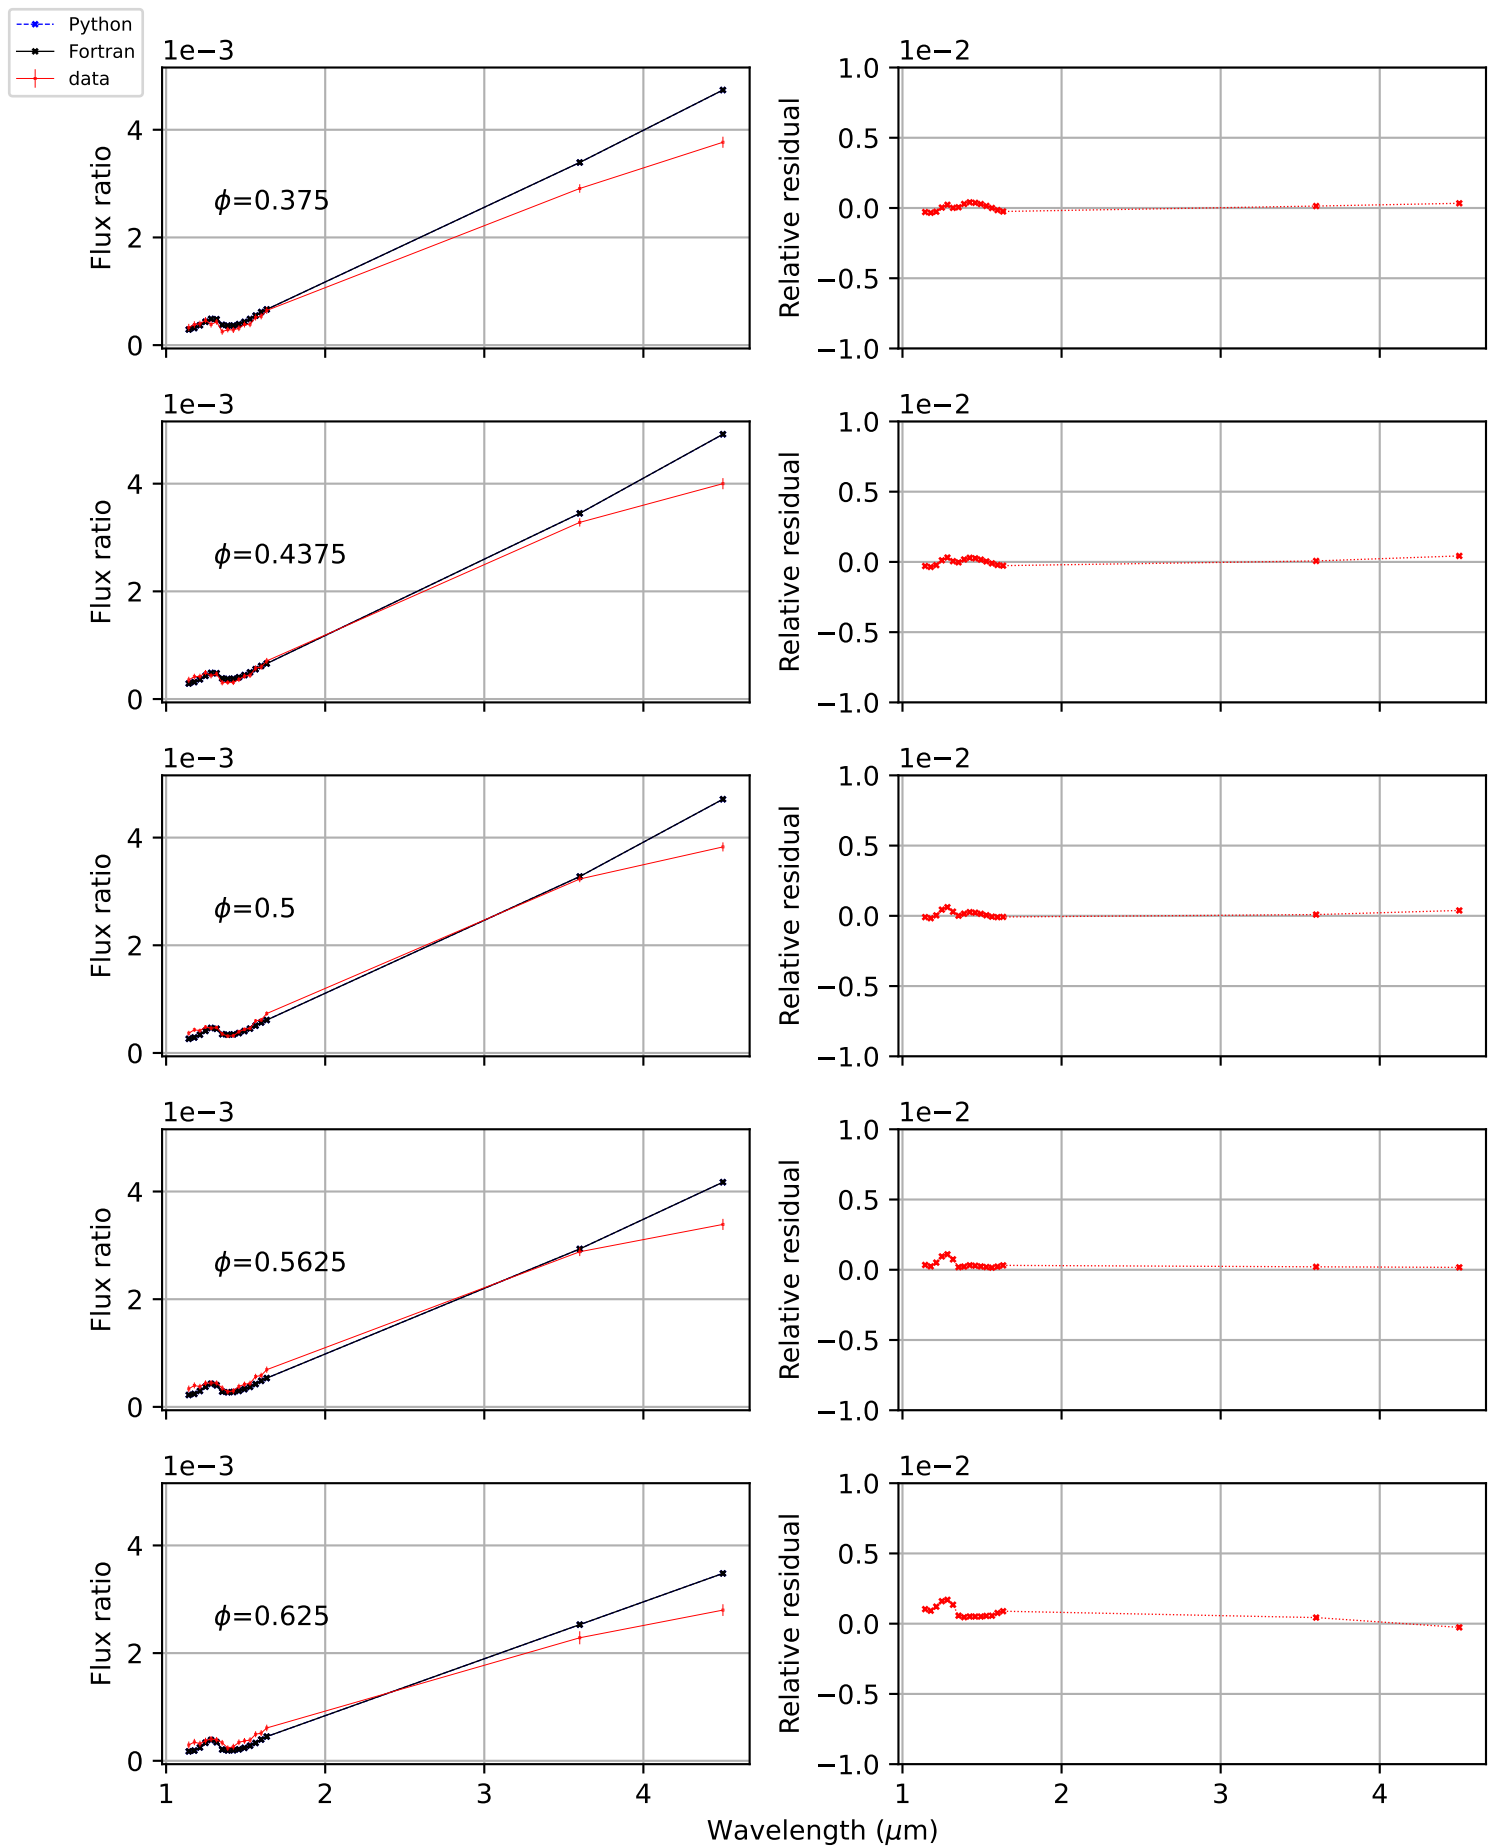 Python
Fortran
data
1e−3
Flux ratio
4
2
0
ϕ=0.375
1e−2
Relative residual
1.0
0.5
0.0
−0.5
−1.0
1e−3
Flux ratio
4
2
0
ϕ=0.4375
1e−2
Relative residual
1.0
0.5
0.0
−0.5
−1.0
1e−3
Flux ratio
4
2
0
ϕ=0.5
1e−2
Relative residual
1.0
0.5
0.0
−0.5
−1.0
1e−3
Flux ratio
4
2
0
ϕ=0.5625
1e−2
Relative residual
1.0
0.5
0.0
−0.5
−1.0
1e−3
Flux ratio
4
2
0
ϕ=0.625
1 2 3 4
1e−2
Relative residual
1.0
0.5
0.0
−0.5
−1.0
1 2 3 4
Wavelength (μm)